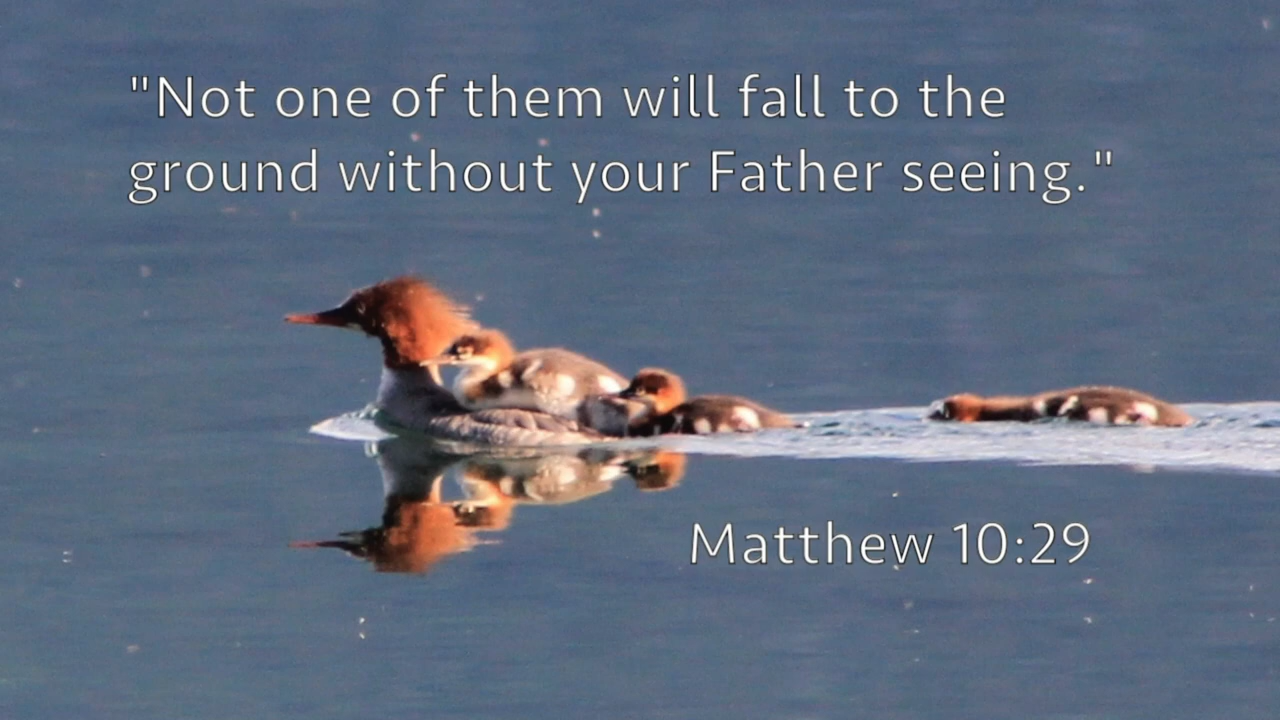 "Not one of them will fall to the
ground without your Father seeing."
Matthew 10:29